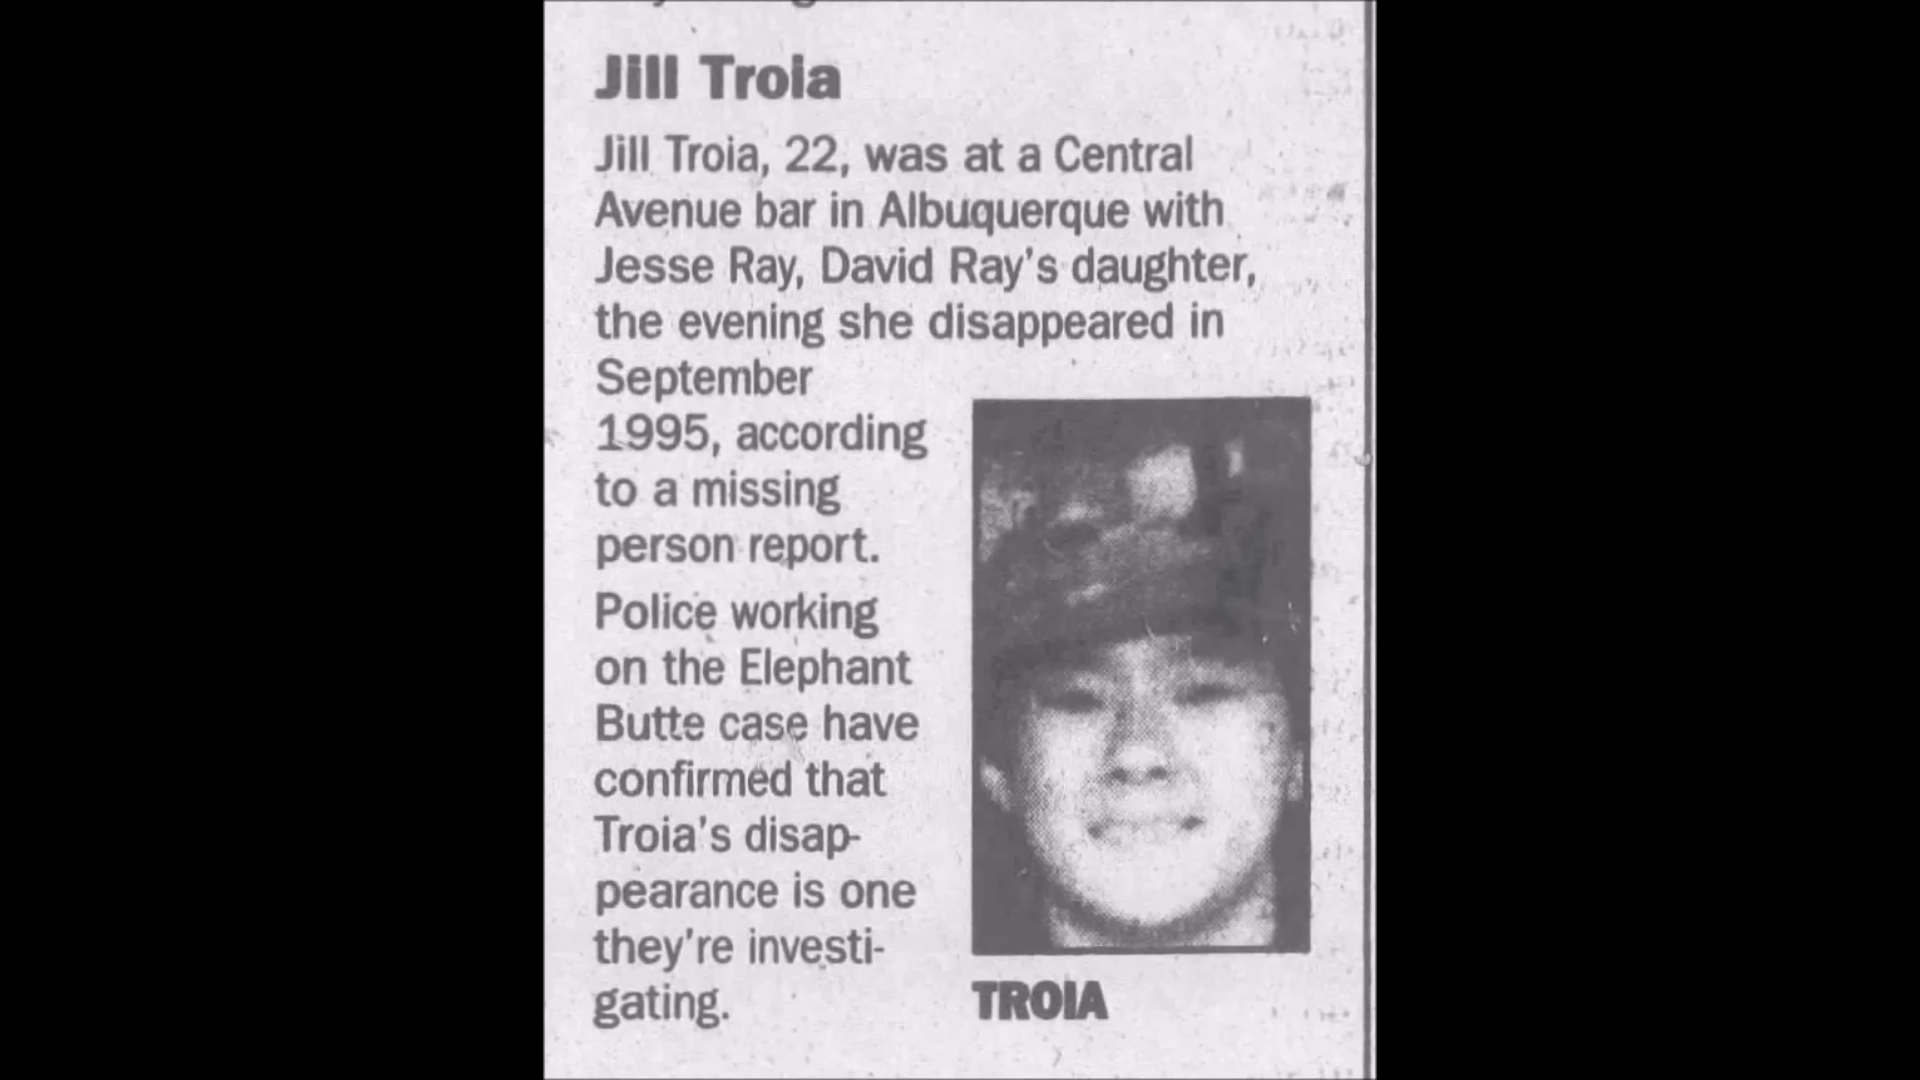 Jill Troia
Jill Troia, 22, was at a Central
Avenue bar in Albuquerque with
Jesse Ray, David Ray's daughter,
the evening she disappeared in
September
1995, according
to a missing
person report.
Police working
on the Elephant
Butte case have
confirmed that
Troia's disap-
pearance is one
they're investi-
gating.
TROIA